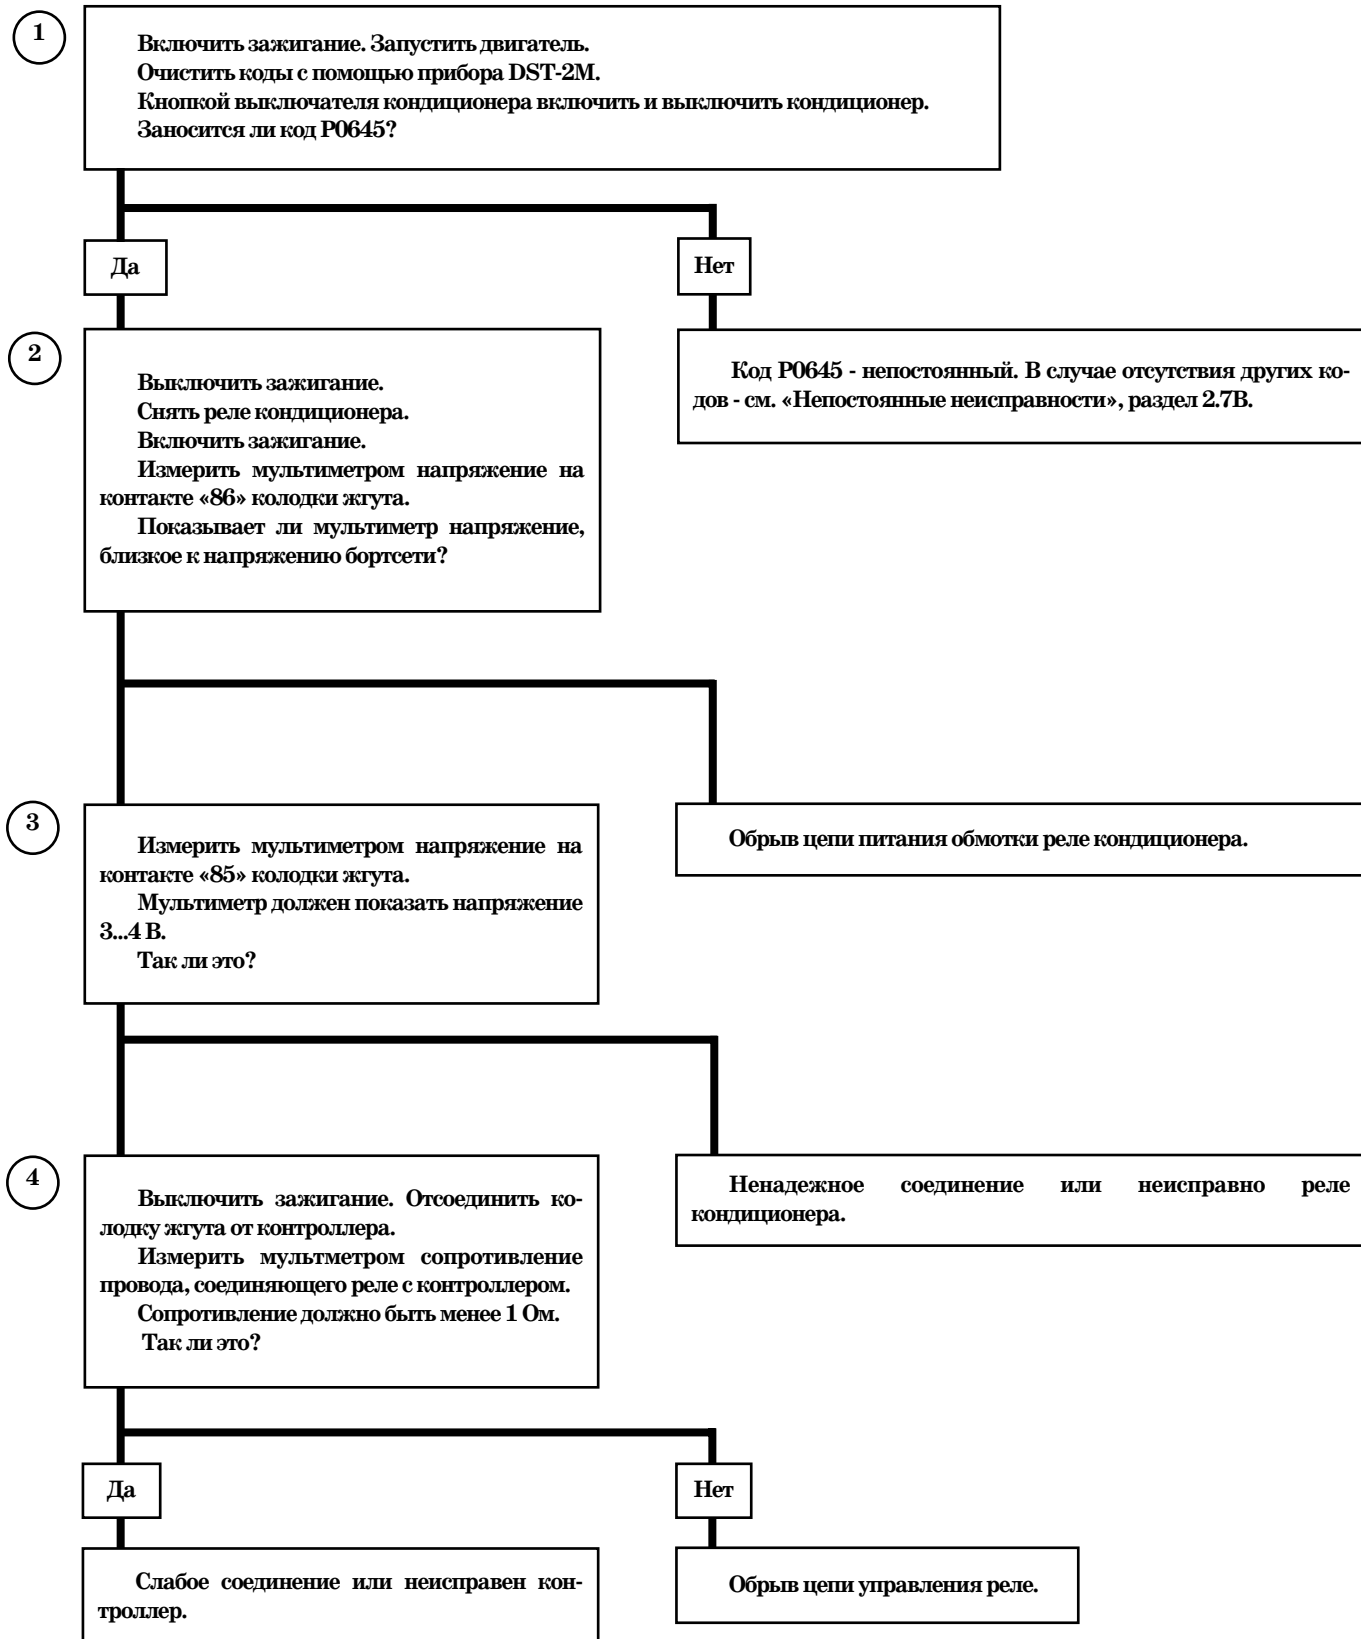 1
Включить зажигание. Запустить двигатель.
Очистить коды с помощью прибора DST-2M.
Кнопкой выключателя кондиционера включить и выключить кондиционер.
Заносится ли код P0645?
Да
Нет
2
Выключить зажигание.
Снять реле кондиционера.
Включить зажигание.
Измерить мультиметром напряжение на
контакте «86» колодки жгута.
Показывает ли мультиметр напряжение,
близкое к напряжению бортсети?
Код P0645 - непостоянный. В случае отсутствия других ко-
дов - см. «Непостоянные неисправности», раздел 2.7В.
3
Измерить мультиметром напряжение на
контакте «85» колодки жгута.
Мультиметр должен показать напряжение
3...4 В.
Так ли это?
Обрыв цепи питания обмотки реле кондиционера.
4
Выключить зажигание. Отсоединить ко-
лодку жгута от контроллера.
Измерить мультметром сопротивление
провода, соединяющего реле с контроллером.
Сопротивление должно быть менее 1 Ом.
Так ли это?
Ненадежное соединение или неисправно реле
кондиционера.
Да
Нет
Слабое соединение или неисправен кон-
троллер.
Обрыв цепи управления реле.